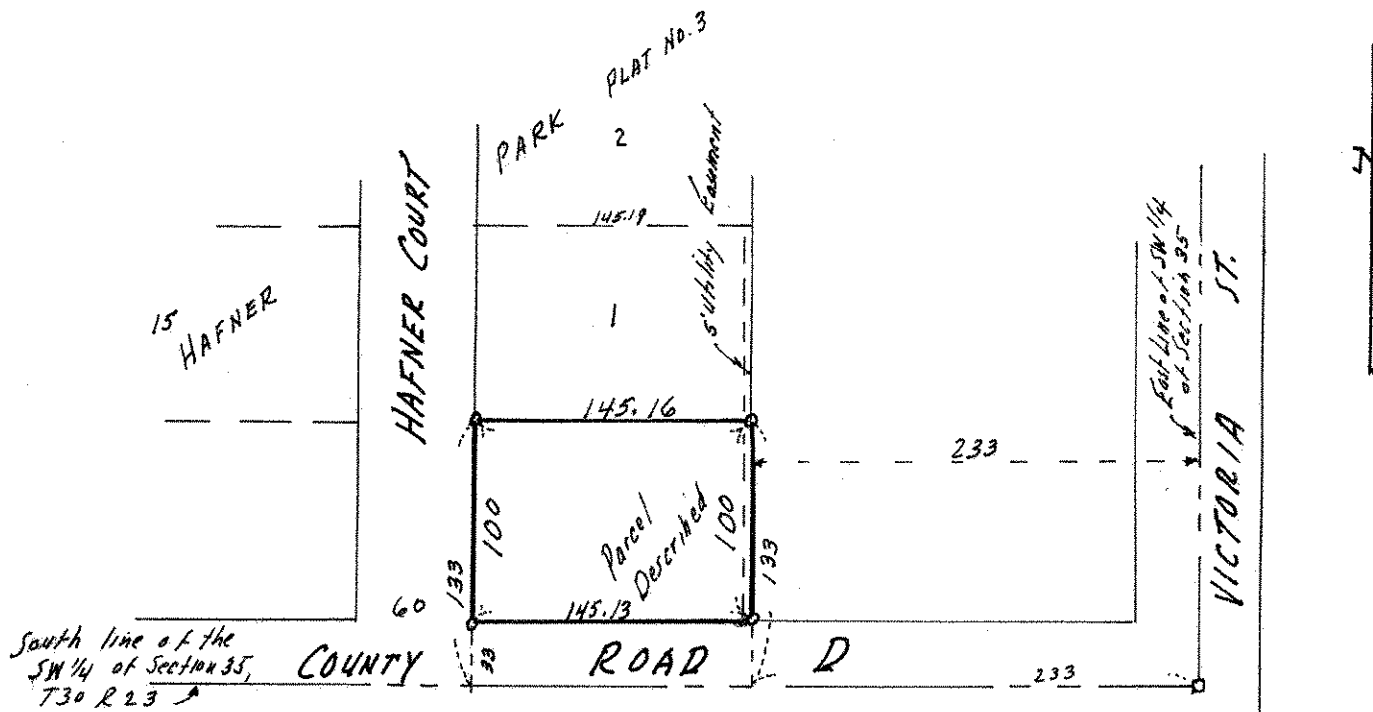 PARK PLAT NO. 3
2
145.19
5' Utility Easement
HAFNER COURT
15
HAFNER
1
East Line of SW 1/4
of Section 35
VICTORIA ST.
145.16
233
100
133
Parcel
Described
100
133
60
145.13
South line of the
SW 1/4 of Section 35,
T30 R23
COUNTY ROAD D
33
233